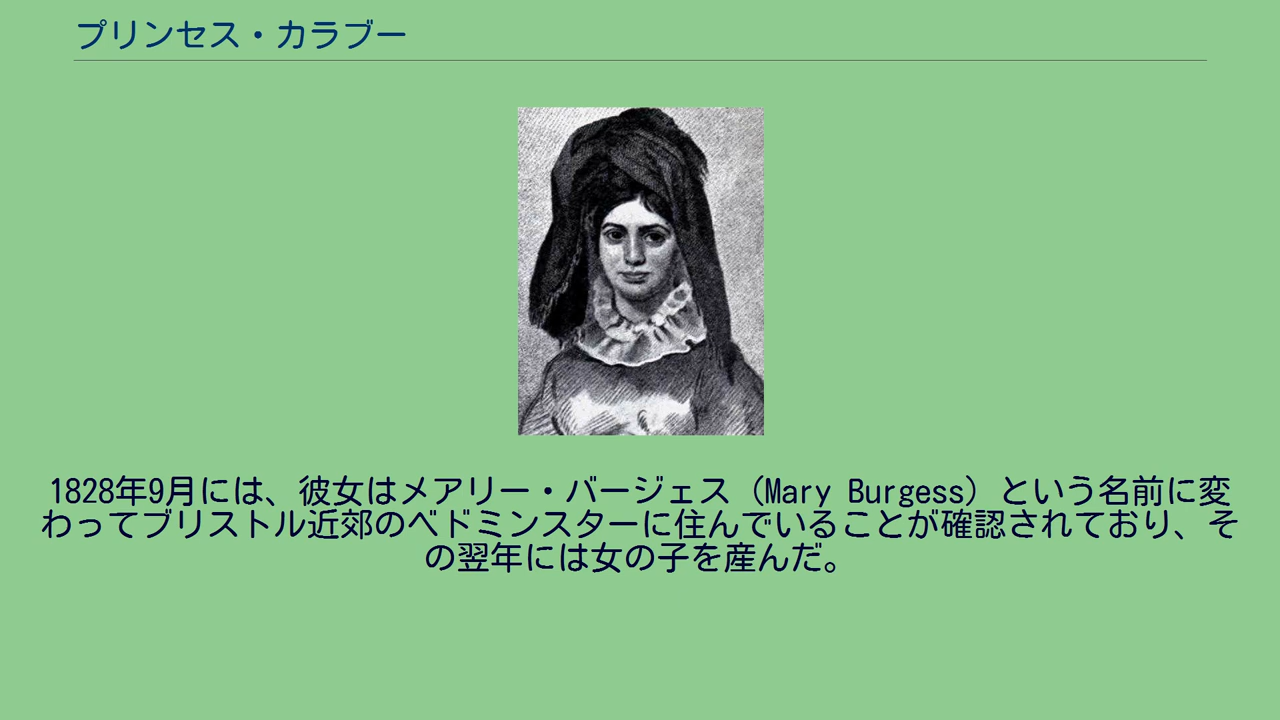 プリンセス・カラブー
1828年9月には、彼女はメアリー・バージェス（Mary Burgess）という名前に変
わってブリストル近郊のベドミンスターに住んでいることが確認されており、そ
の翌年には女の子を産んだ。